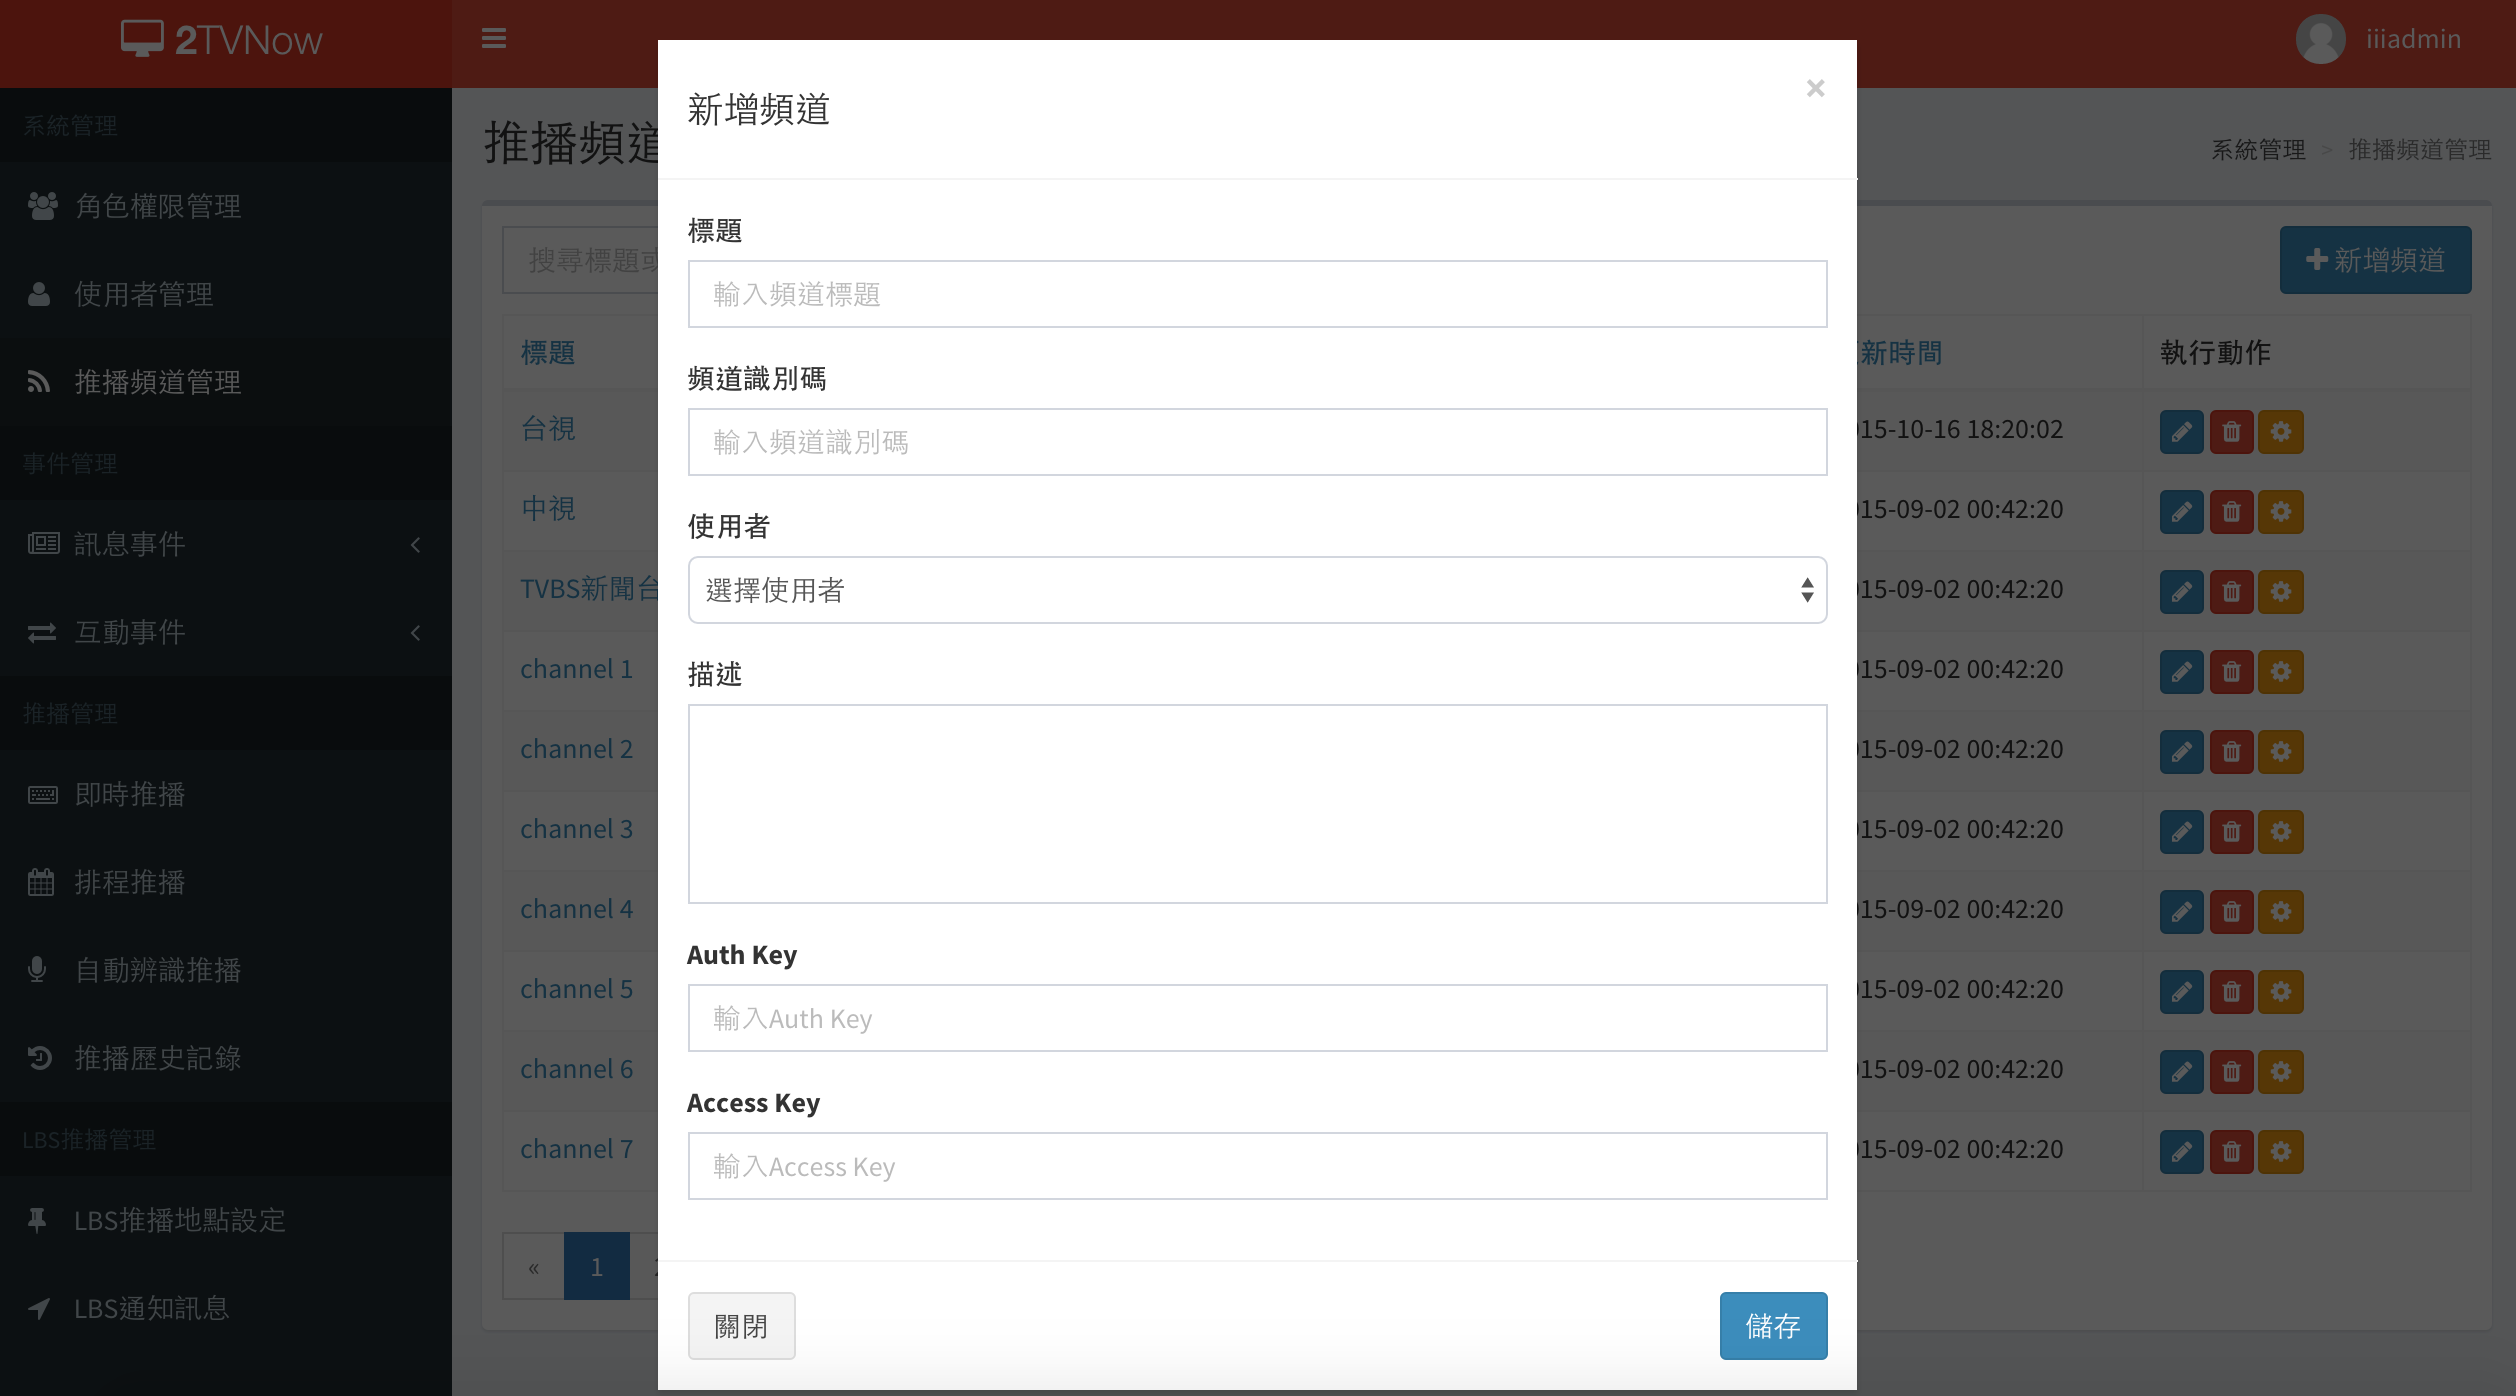 2TVNow
iiiadmin
系統管理
角色權限管理
使用者管理
推播頻道管理
事件管理
訊息事件
互動事件
推播管理
即時推播
排程推播
自動辨識推播
推播歷史記錄
LBS推播管理
LBS推播地點設定
LBS通知訊息
推播頻道
系統管理 > 推播頻道管理
搜尋標題或
新增頻道
標題
新時間
執行動作
台視
15-10-16 18:20:02
中視
15-09-02 00:42:20
TVBS新聞台
15-09-02 00:42:20
channel 1
15-09-02 00:42:20
channel 2
15-09-02 00:42:20
channel 3
15-09-02 00:42:20
channel 4
15-09-02 00:42:20
channel 5
15-09-02 00:42:20
channel 6
15-09-02 00:42:20
channel 7
15-09-02 00:42:20
« 1
新增頻道
×
標題
輸入頻道標題
頻道識別碼
輸入頻道識別碼
使用者
選擇使用者
描述
Auth Key
輸入Auth Key
Access Key
輸入Access Key
關閉
儲存